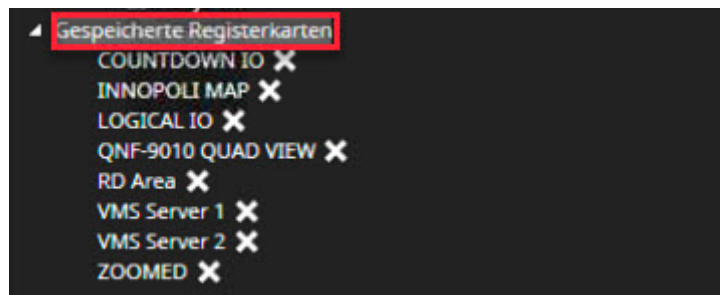 Gespeicherte Registerkarten
COUNTDOWN IO
INNOPOLI MAP
LOGICAL IO
QNF-9010 QUAD VIEW
RD Area
VMS Server 1
VMS Server 2
ZOOMED